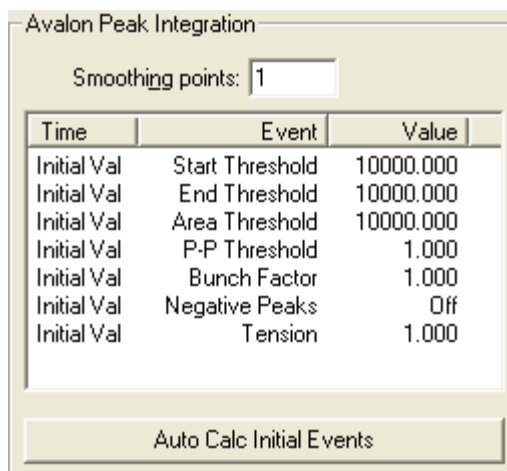 Avalon Peak Integration
Smoothing points: 1
Time Event Value
Initial Val Start Threshold 10000.000
Initial Val End Threshold 10000.000
Initial Val Area Threshold 10000.000
Initial Val P-P Threshold 1.000
Initial Val Bunch Factor 1.000
Initial Val Negative Peaks Off
Initial Val Tension 1.000
Auto Calc Initial Events